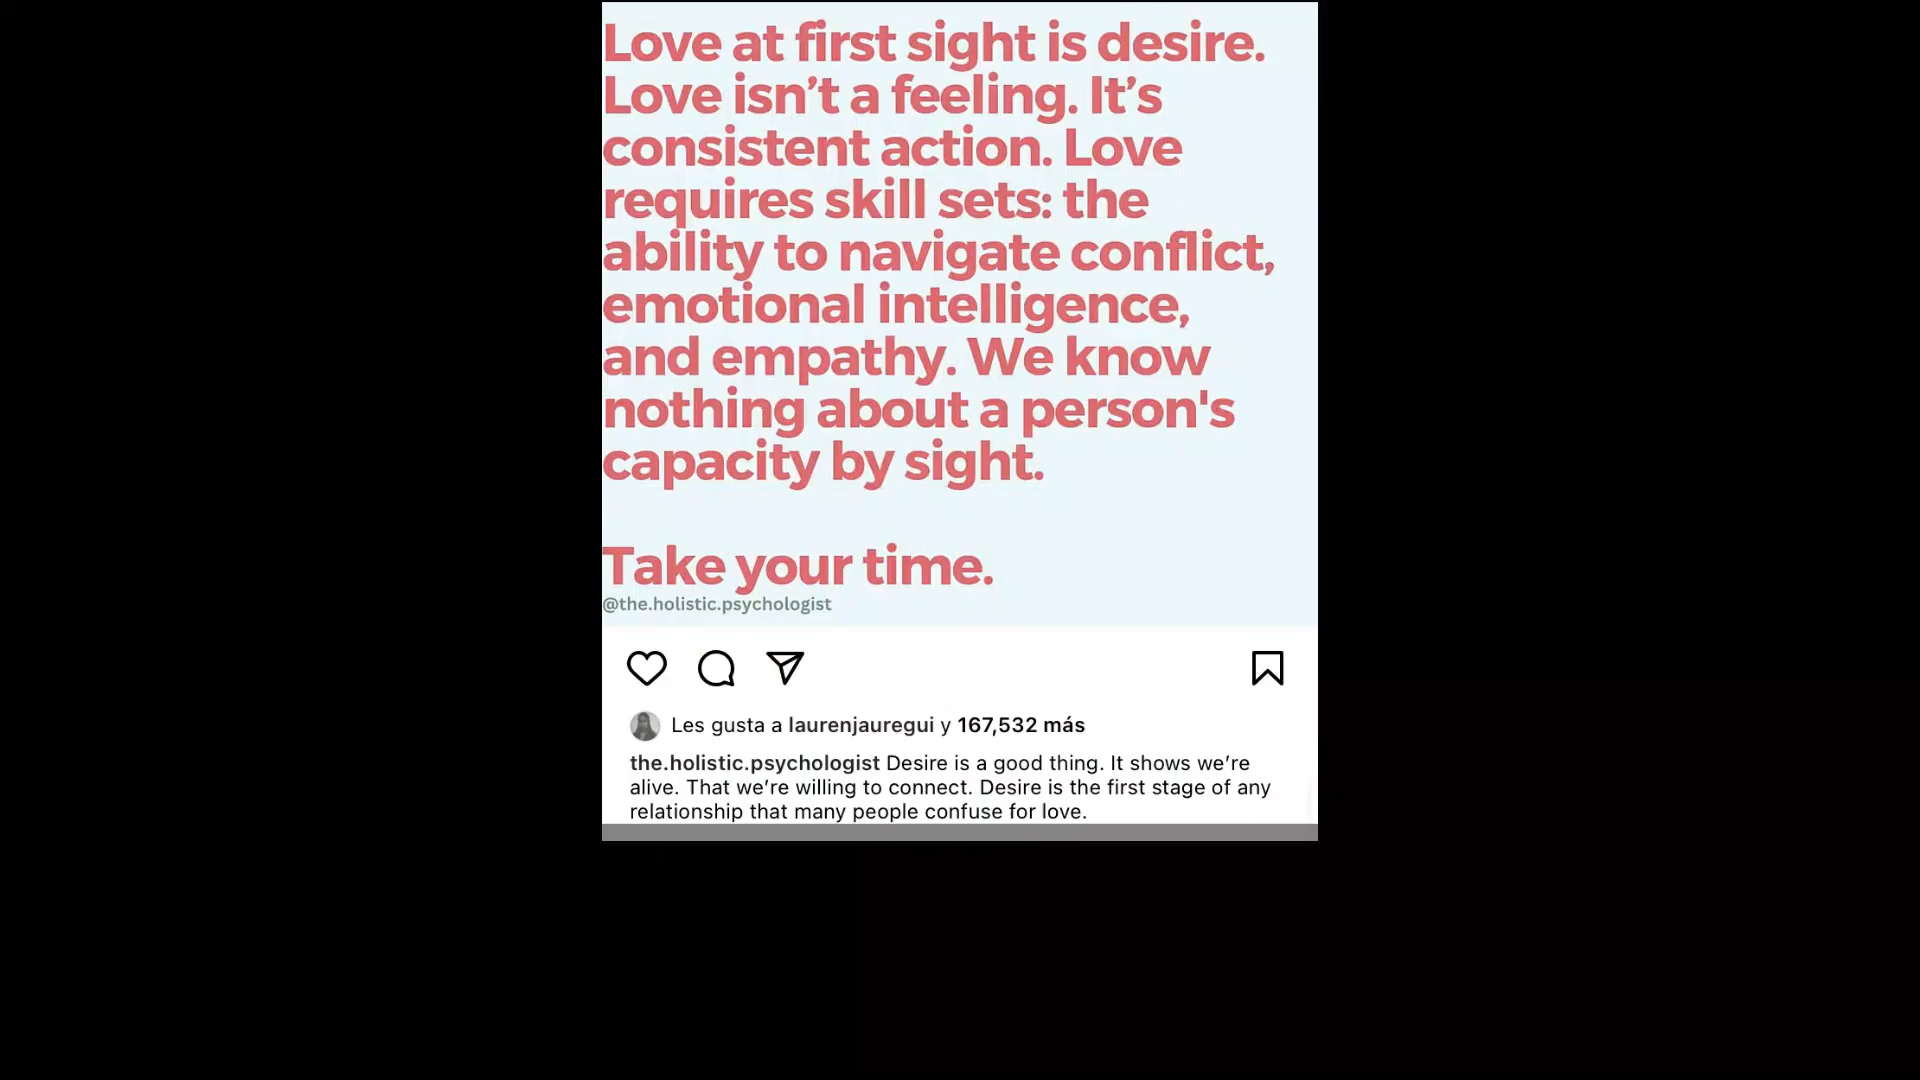 Love at first sight is desire.
Love isn’t a feeling. It’s
consistent action. Love
requires skill sets: the
ability to navigate conflict,
emotional intelligence,
and empathy. We know
nothing about a person's
capacity by sight.
Take your time.
@the.holistic.psychologist
Les gusta a laurenjauregui y 167,532 más
the.holistic.psychologist Desire is a good thing. It shows we’re
alive. That we’re willing to connect. Desire is the first stage of any
relationship that many people confuse for love.